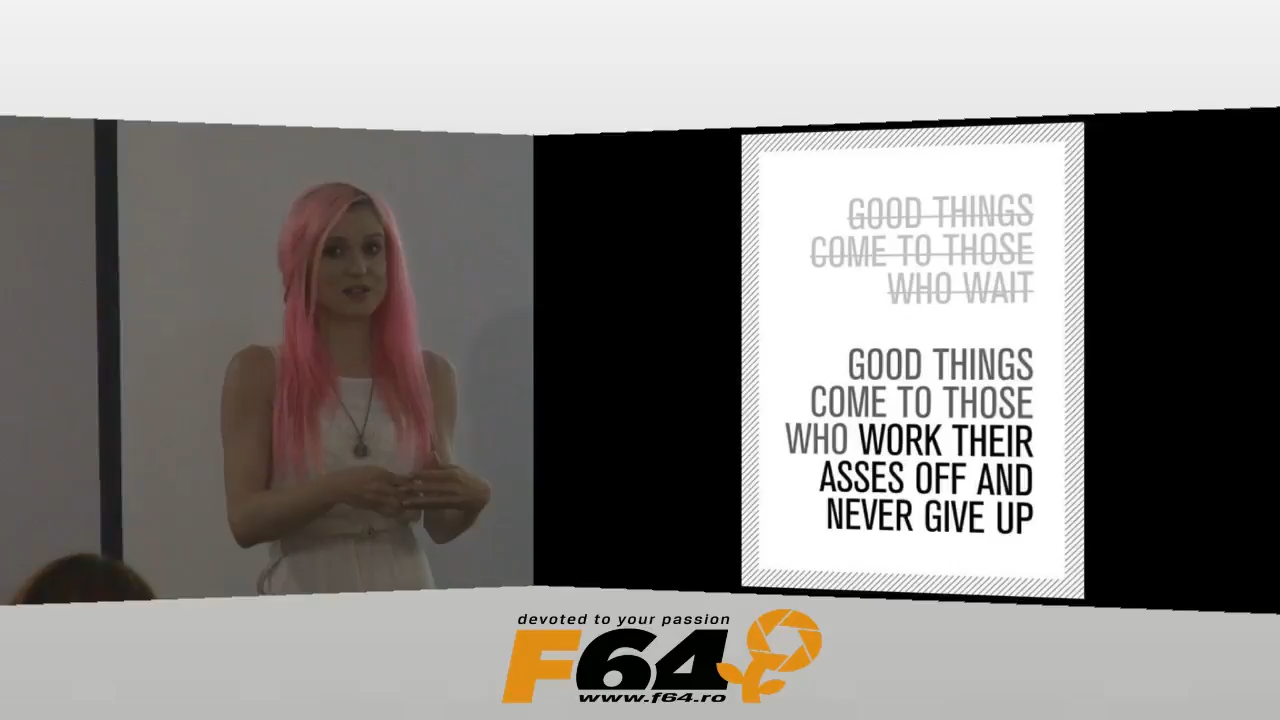 GOOD THINGS
COME TO THOSE
WHO WAIT
GOOD THINGS
COME TO THOSE
WHO WORK THEIR
ASSES OFF AND
NEVER GIVE UP
devoted to your passion
F64
www.f64.ro